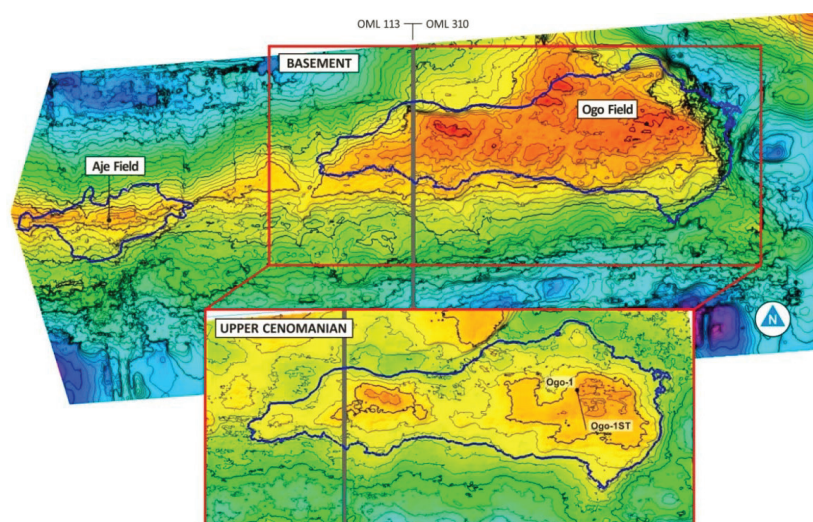 OML 113 OML 310
BASEMENT
Ogo Field
Aje Field
N
UPPER CENOMANIAN
Ogo-1
Ogo-1ST